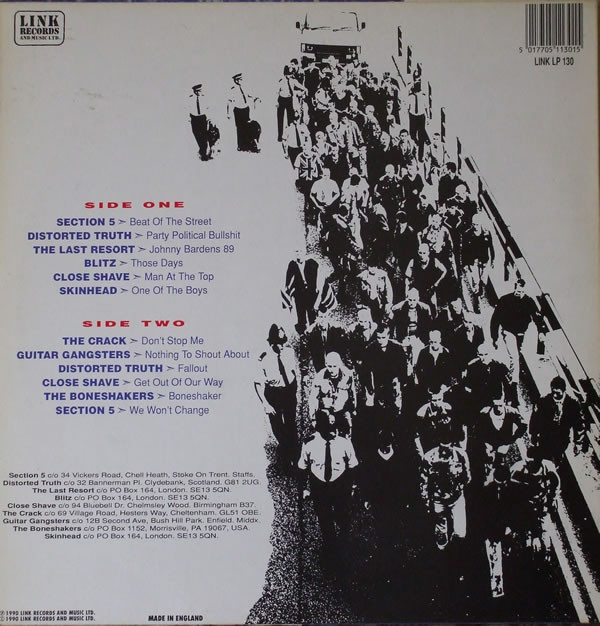 LINK
RECORDS
AND MUSIC LTD.
5 017705 113015
LINK LP 130
SIDE ONE
SECTION 5 ➣ Beat Of The Street
DISTORTED TRUTH ➣ Party Political Bullshit
THE LAST RESORT ➣ Johnny Bardens 89
BLITZ ➣ Those Days
CLOSE SHAVE ➣ Man At The Top
SKINHEAD ➣ One Of The Boys
SIDE TWO
THE CRACK ➣ Don't Stop Me
GUITAR GANGSTERS ➣ Nothing To Shout About
DISTORTED TRUTH ➣ Fallout
CLOSE SHAVE ➣ Get Out Of Our Way
THE BONESHAKERS ➣ Boneshaker
SECTION 5 ➣ We Won't Change
Section 5 c/o 34 Vickers Road, Chell Heath, Stoke On Trent. Staffs.
Distorted Truth c/o 32 Bannerman Pl. Clydebank, Scotland. G81 2UG.
The Last Resort c/o PO Box 164, London. SE13 5QN.
Blitz c/o PO Box 164, London. SE13 5QN.
Close Shave c/o 94 Bluebell Dr. Chelmsley Wood. Birmingham B37.
The Crack c/o 69 Village Road, Hesters Way, Cheltenham. GL51 OBE.
Guitar Gangsters c/o 12B Second Ave, Bush Hill Park. Enfield. Middx.
The Boneshakers c/o PO Box 1152, Morrisville, PA 19067, USA.
Skinhead c/o PO Box 164, London. SE13 5QN.
℗ 1990 LINK RECORDS AND MUSIC LTD.
© 1990 LINK RECORDS AND MUSIC LTD.
MADE IN ENGLAND